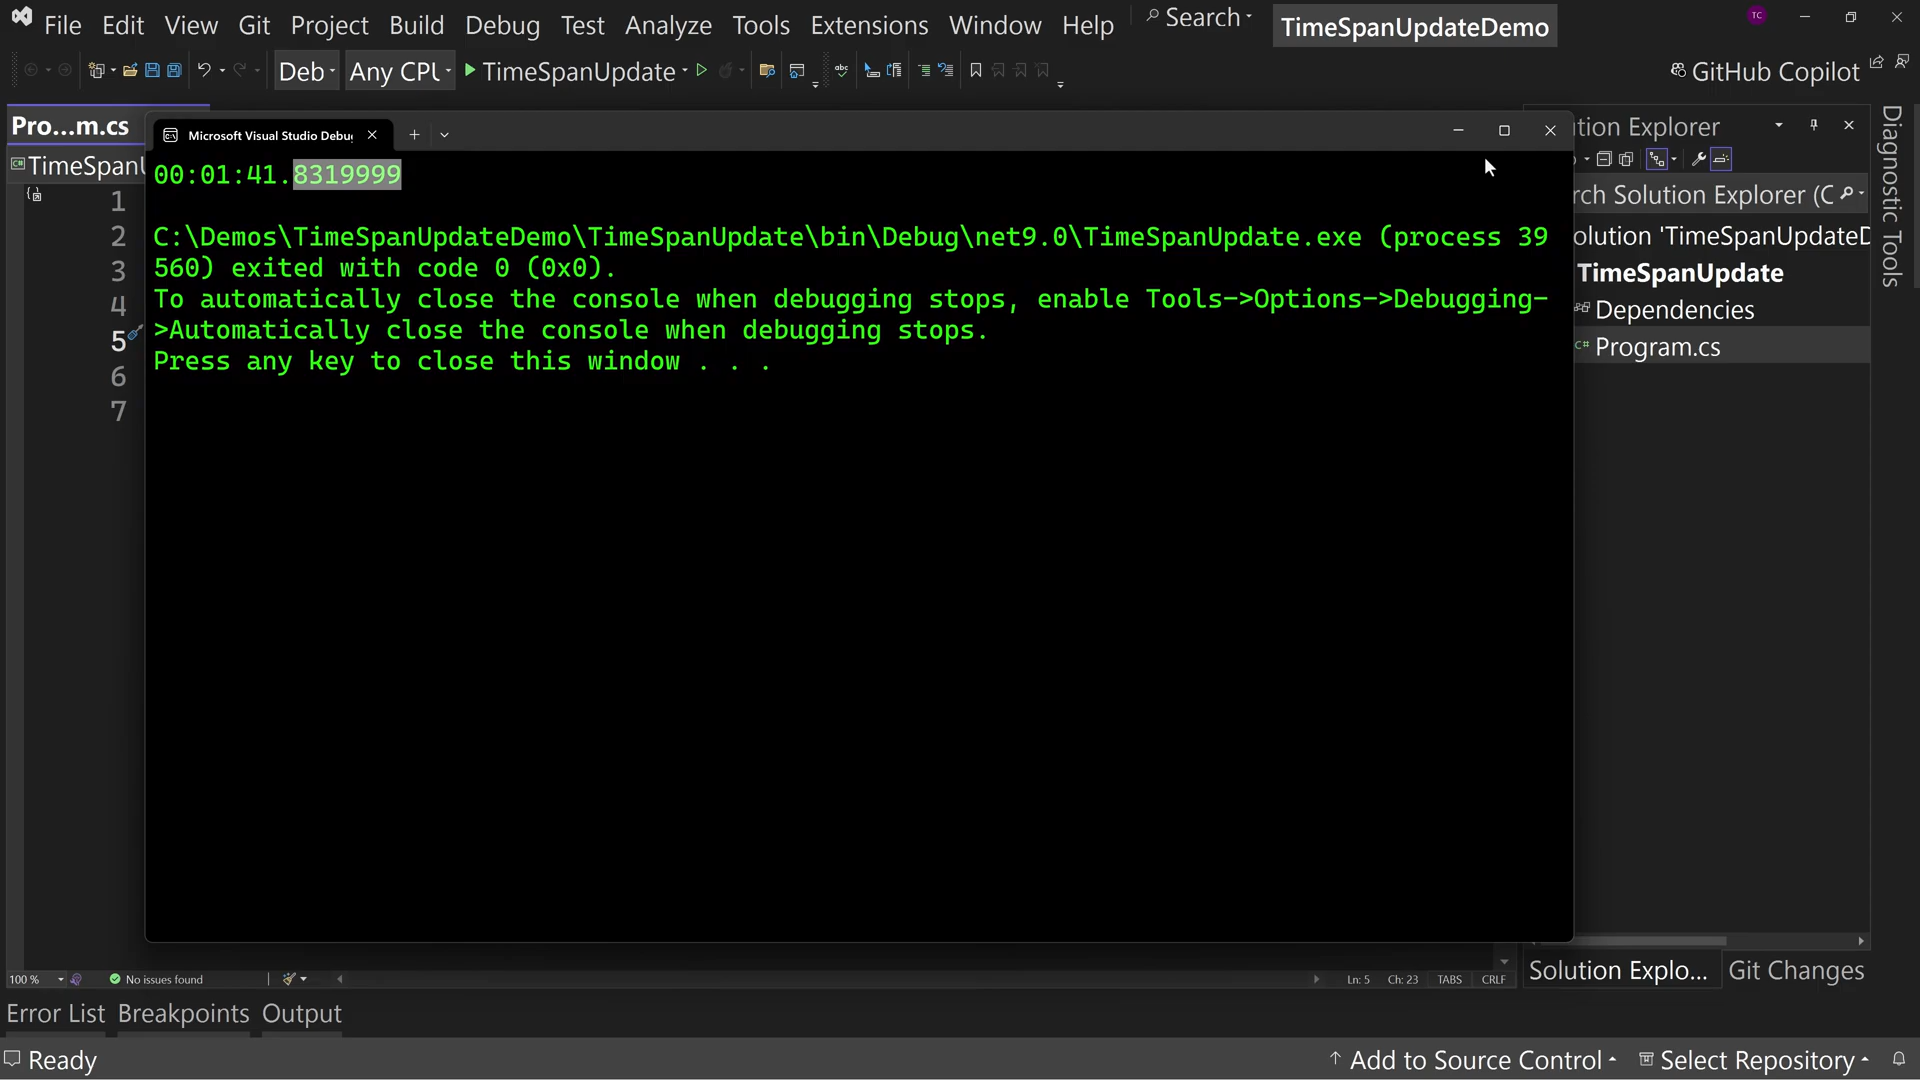 File Edit View Git Project Build Debug Test Analyze Tools Extensions Window Help Search TimeSpanUpdateDemo TC
Deb Any CPU TimeSpanUpdate GitHub Copilot
Pro...m.cs
Microsoft Visual Studio Debu
ution Explorer
Diagnostic Tools
TimeSpanU
00:01:41.8319999
rch Solution Explorer (C
1
2
3
4
5
6
7
C:\Demos\TimeSpanUpdateDemo\TimeSpanUpdate\bin\Debug\net9.0\TimeSpanUpdate.exe (process 39
560) exited with code 0 (0x0).
To automatically close the console when debugging stops, enable Tools->Options->Debugging-
>Automatically close the console when debugging stops.
Press any key to close this window . . .
olution 'TimeSpanUpdateD
TimeSpanUpdate
Dependencies
C# Program.cs
100 % No issues found Ln: 5 Ch: 23 TABS CRLF
Solution Explo... Git Changes
Error List Breakpoints Output
Ready Add to Source Control Select Repository